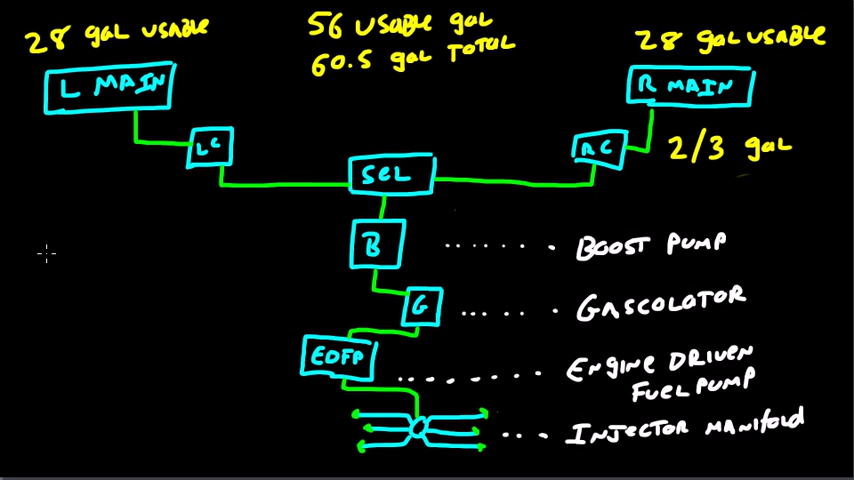 28 gal usable
56 usable gal
60.5 gal Total
28 gal usable
L MAIN
R MAIN
LC
RC
2/3 gal
SEL
B
BOOST PUMP
G
GASCOLATOR
EDFP
ENGINE DRIVEN
FUEL PUMP
INJECTOR MANIFOLD